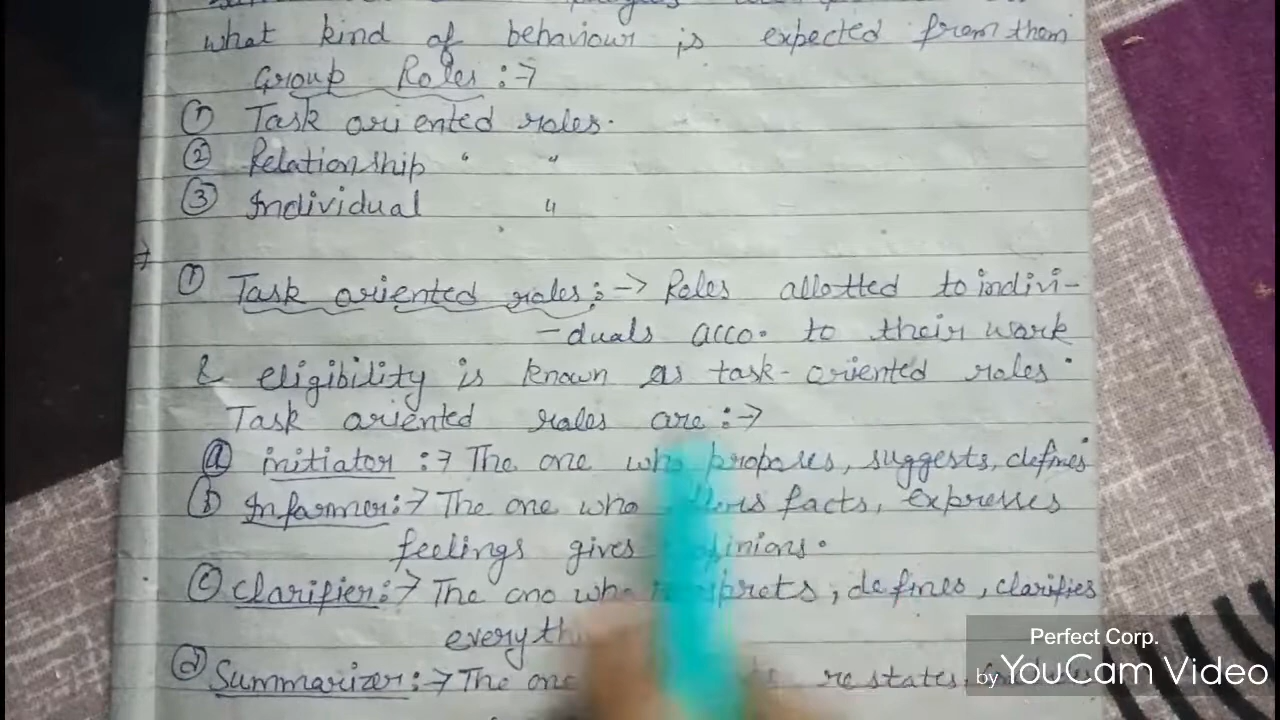 what kind of behaviour is expected from them
Group Roles :→
① Task oriented roles.
② Relationship " "
③ Individual "
→
① Task oriented roles :→ Roles allotted to indivi-
-duals acco. to their work
& eligibility is known as task-oriented roles.
Task oriented roles are :→
ⓐ initiator :→ The one who proposes, suggests, defines
ⓑ Informer :→ The one who facts, expresses
feelings gives opinions.
ⓒ Clarifier :→ The one who defines, clarifies
ⓓ Summarizer :→ The one restates,
Perfect Corp.
by YouCam Video